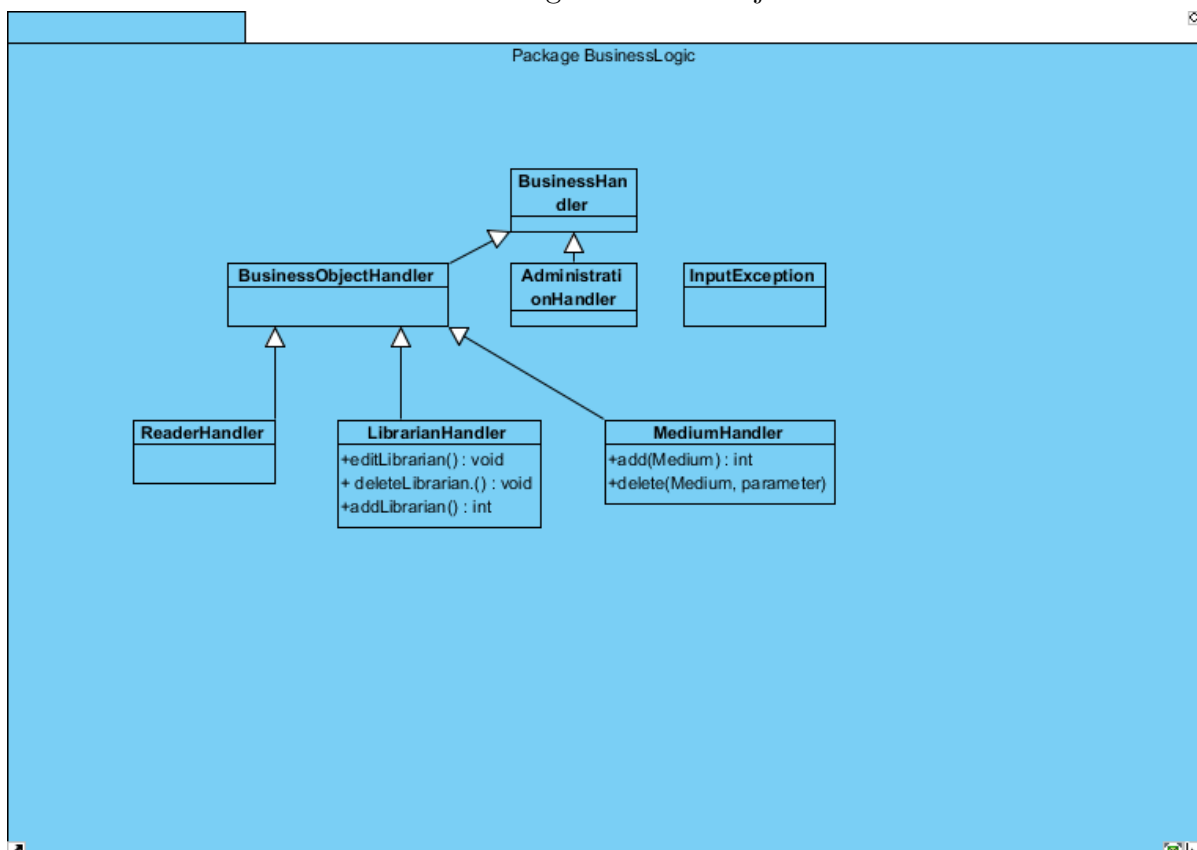 Package BusinessLogic
BusinessHan
dler
BusinessObjectHandler
Administrati
onHandler
InputException
ReaderHandler
LibrarianHandler
+editLibrarian() : void
+ deleteLibrarian.() : void
+addLibrarian() : int
MediumHandler
+add(Medium) : int
+delete(Medium, parameter)